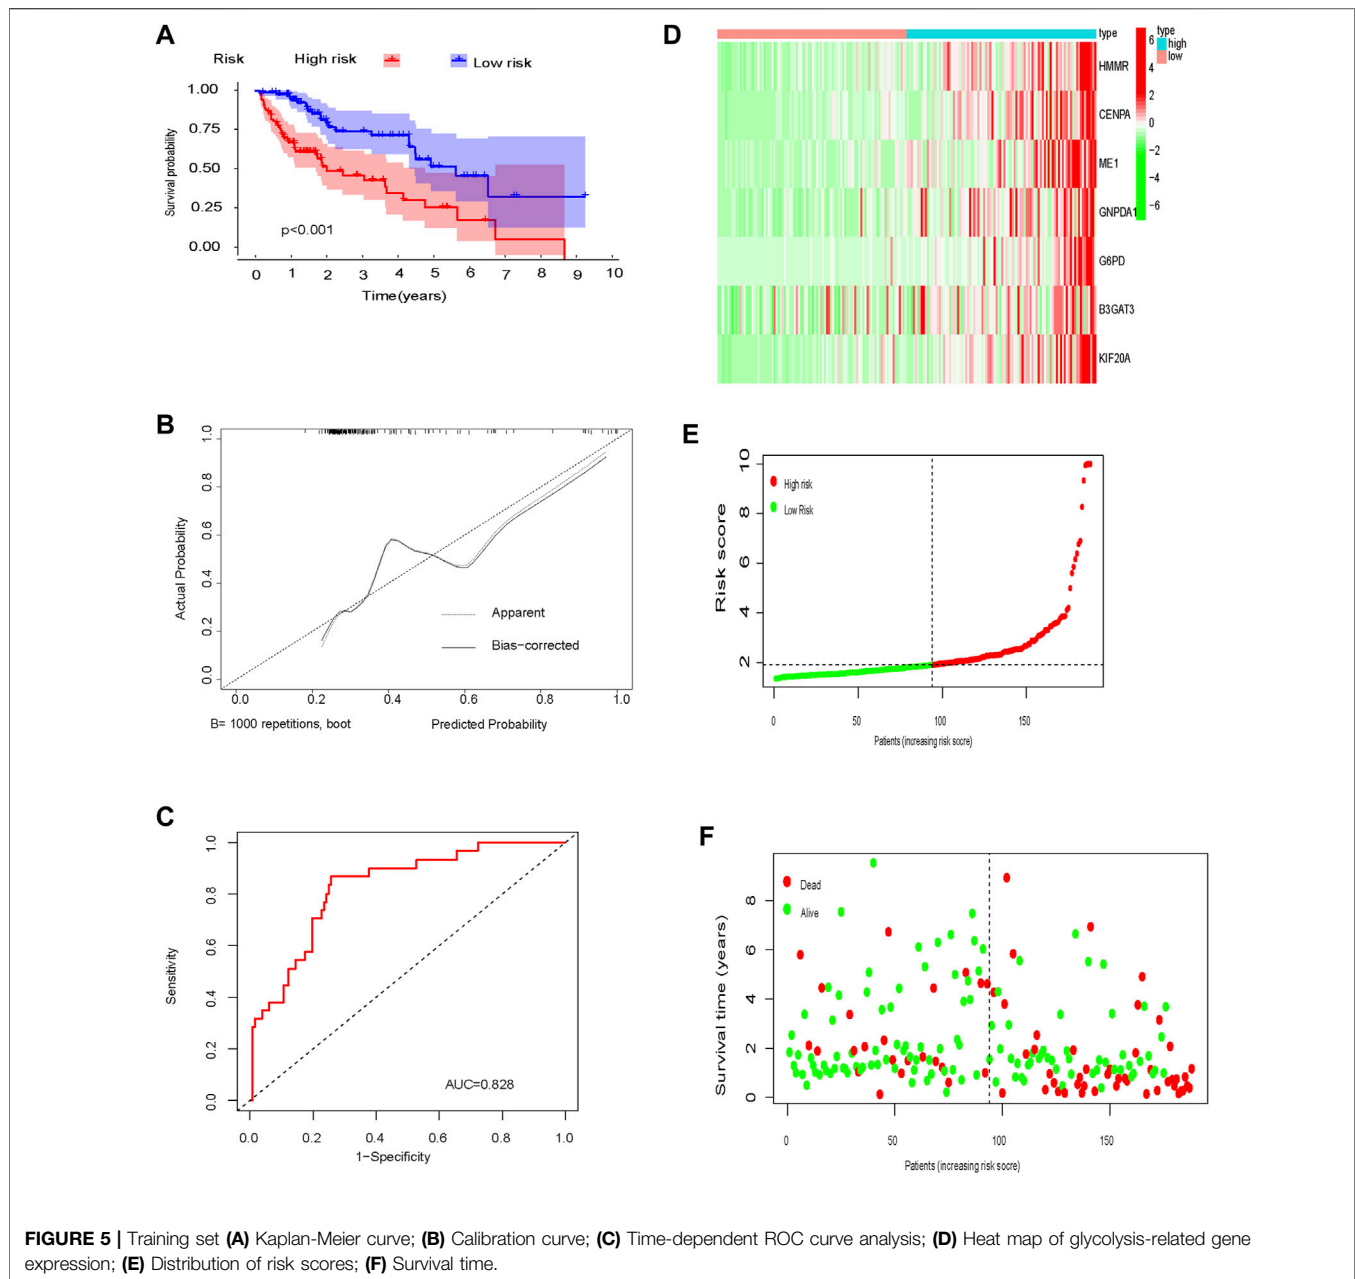 A
Risk High risk Low risk
Survival probability
1.00
0.75
0.50
0.25
0.00
p<0.001
0 1 2 3 4 5 6 7 8 9 10
Time(years)
B
Actual Probability
1.0
0.8
0.6
0.4
0.2
0.0
Apparent
Bias-corrected
0.0 0.2 0.4 0.6 0.8 1.0
B= 1000 repetitions, boot Predicted Probability
C
Sensitivity
1.0
0.8
0.6
0.4
0.2
0.0
AUC=0.828
0.0 0.2 0.4 0.6 0.8 1.0
1-Specificity
D
type
HMMR
CENPA
ME1
GNPDA1
G6PD
B3GAT3
KIF20A
6
4
2
0
-2
-4
-6
type
high
low
E
Risk score
10
8
6
4
2
High risk
Low Risk
0 50 100 150
Patients (increasing risk socre)
F
Survival time (years)
8
6
4
2
0
Dead
Alive
0 50 100 150
Patients (increasing risk socre)
FIGURE 5 | Training set (A) Kaplan-Meier curve; (B) Calibration curve; (C) Time-dependent ROC curve analysis; (D) Heat map of glycolysis-related gene
expression; (E) Distribution of risk scores; (F) Survival time.